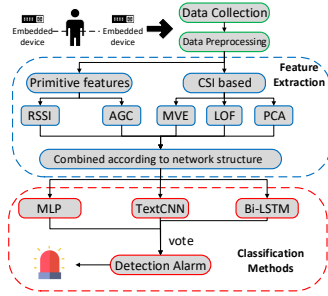 Data Collection
Embedded
device
Embedded
device
Data Preprocessing
Primitive features
CSI based
Feature
Extraction
RSSI
AGC
MVE
LOF
PCA
Combined according to network structure
MLP
TextCNN
Bi-LSTM
vote
Detection Alarm
Classification
Methods